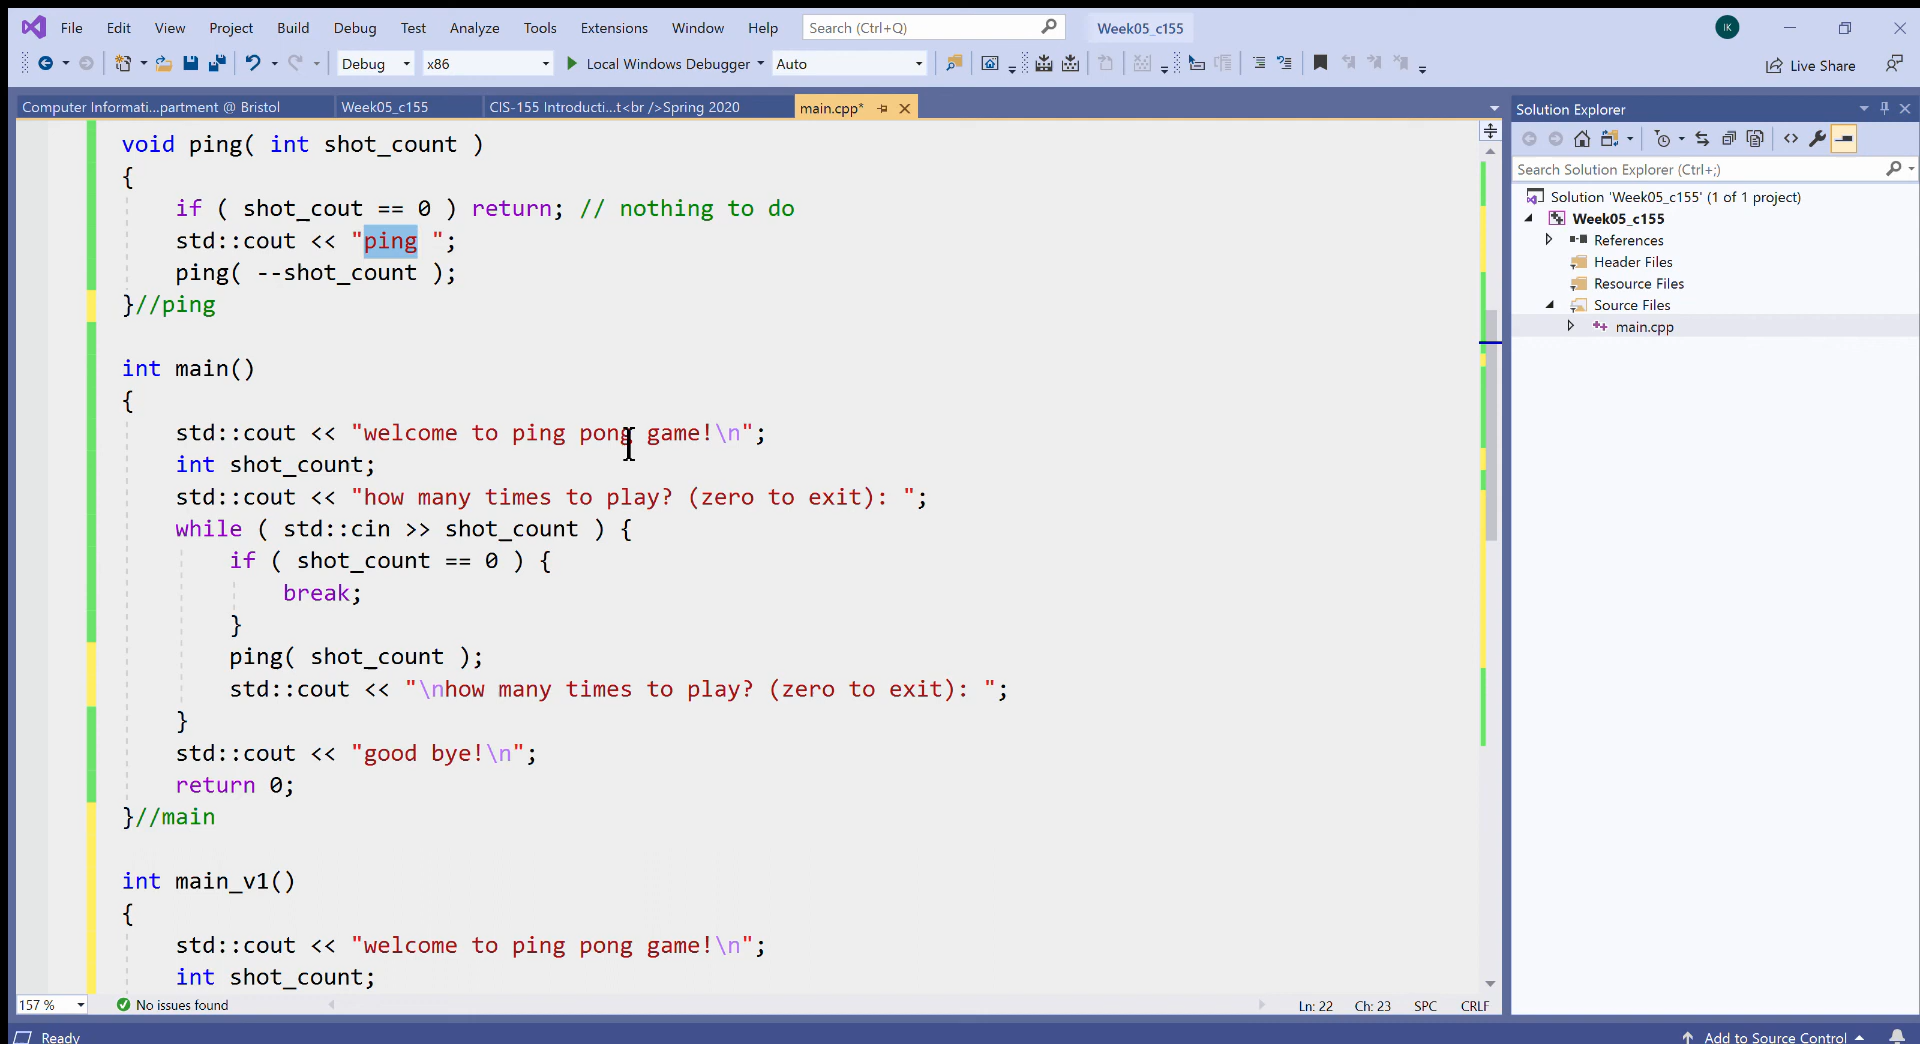 File Edit View Project Build Debug Test Analyze Tools Extensions Window Help Search (Ctrl+Q) Week05_c155 IK
Debug x86 Local Windows Debugger Auto Live Share
Computer Informati...partment @ Bristol Week05_c155 CIS-155 Introducti...t<br />Spring 2020 main.cpp*
Solution Explorer
Search Solution Explorer (Ctrl+;)
Solution 'Week05_c155' (1 of 1 project)
Week05_c155
References
Header Files
Resource Files
Source Files
main.cpp
void ping( int shot_count )
{
if ( shot_cout == 0 ) return; // nothing to do
std::cout << "ping ";
ping( --shot_count );
}//ping
int main()
{
std::cout << "welcome to ping pong game!\n";
int shot_count;
std::cout << "how many times to play? (zero to exit): ";
while ( std::cin >> shot_count ) {
if ( shot_count == 0 ) {
break;
}
ping( shot_count );
std::cout << "\nhow many times to play? (zero to exit): ";
}
std::cout << "good bye!\n";
return 0;
}//main
int main_v1()
{
std::cout << "welcome to ping pong game!\n";
int shot_count;
157 % No issues found Ln: 22 Ch: 23 SPC CRLF
Ready Add to Source Control